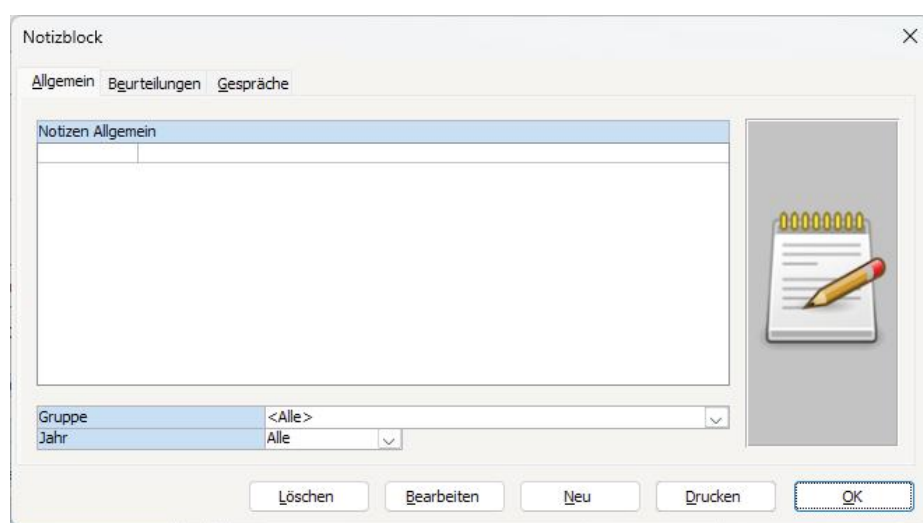 Notizblock
Allgemein Beurteilungen Gespräche
Notizen Allgemein
Gruppe <Alle>
Jahr Alle
Löschen Bearbeiten Neu Drucken OK